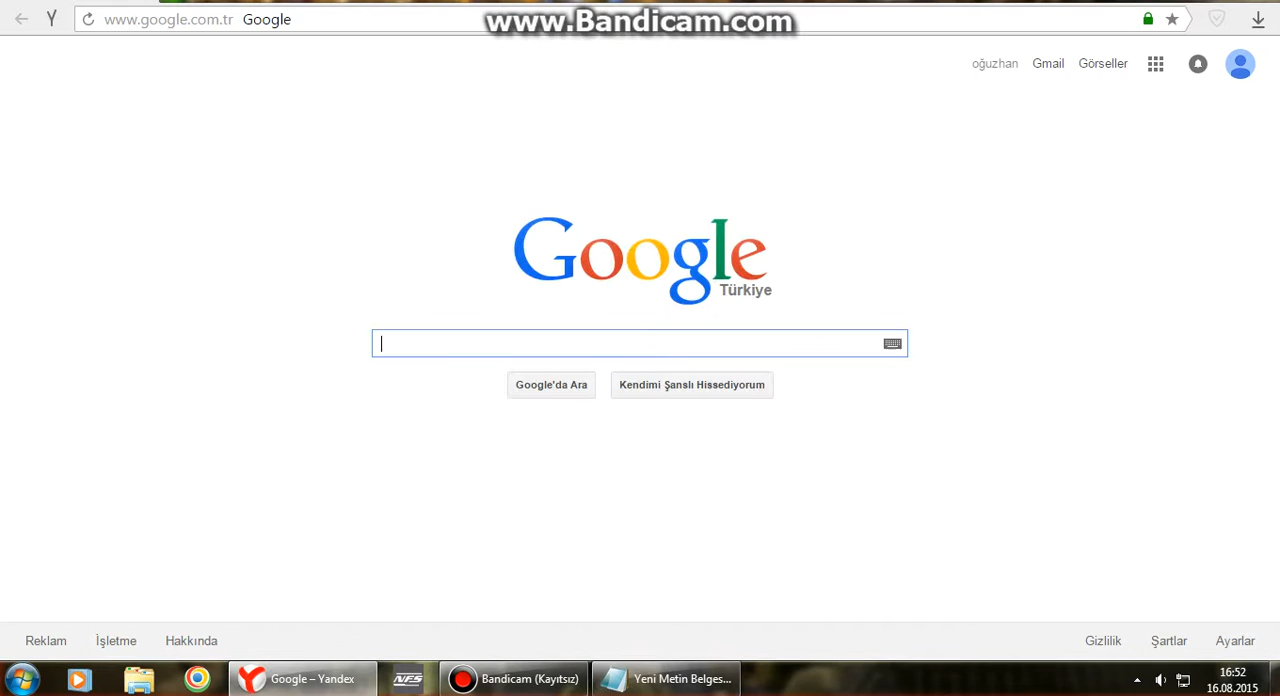 www.google.com.tr Google
www.Bandicam.com
oğuzhan Gmail Görseller
Google
Türkiye
Google'da Ara Kendimi Şanslı Hissediyorum
Reklam İşletme Hakkında Gizlilik Şartlar Ayarlar
Google – Yandex NFS Bandicam (Kayıtsız) Yeni Metin Belges... 16:52
16.08.2015